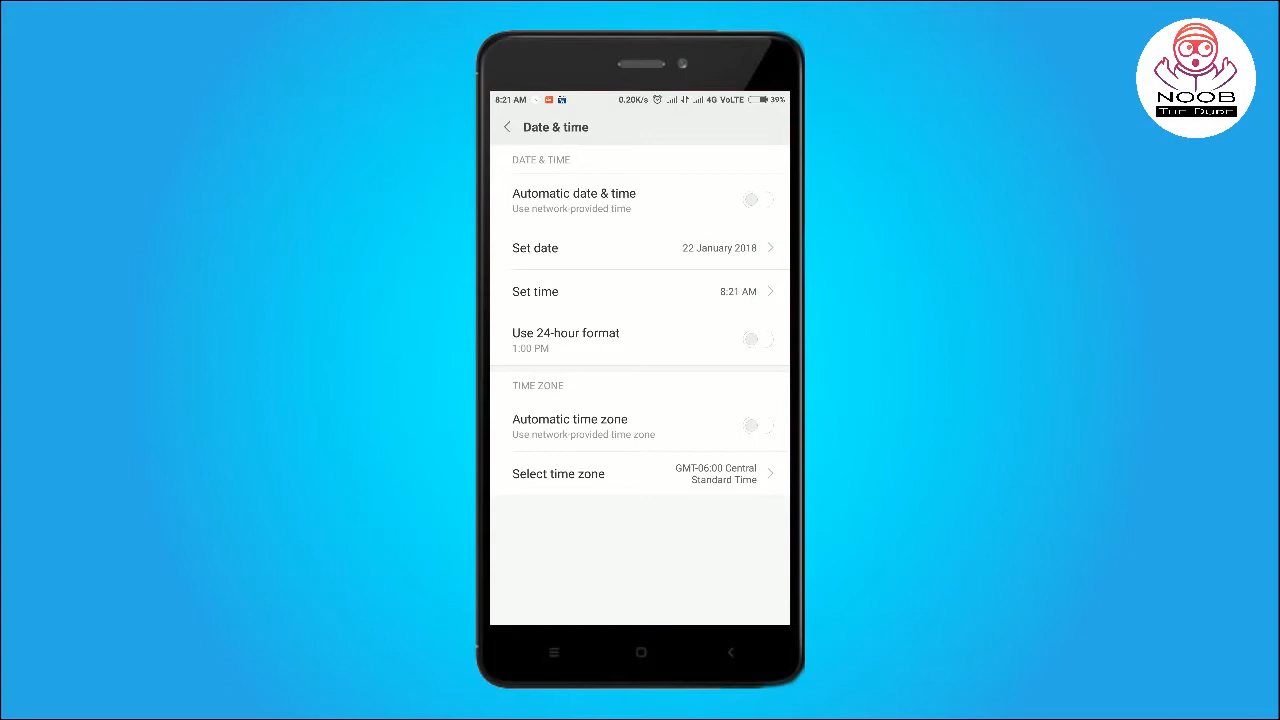 NOOB
THE DUDE
8:21 AM
0.20K/s
4G VoLTE
39%
Date & time
DATE & TIME
Automatic date & time
Use network-provided time
Set date
22 January 2018
Set time
8:21 AM
Use 24-hour format
1:00 PM
TIME ZONE
Automatic time zone
Use network-provided time zone
Select time zone
GMT-06:00 Central
Standard Time